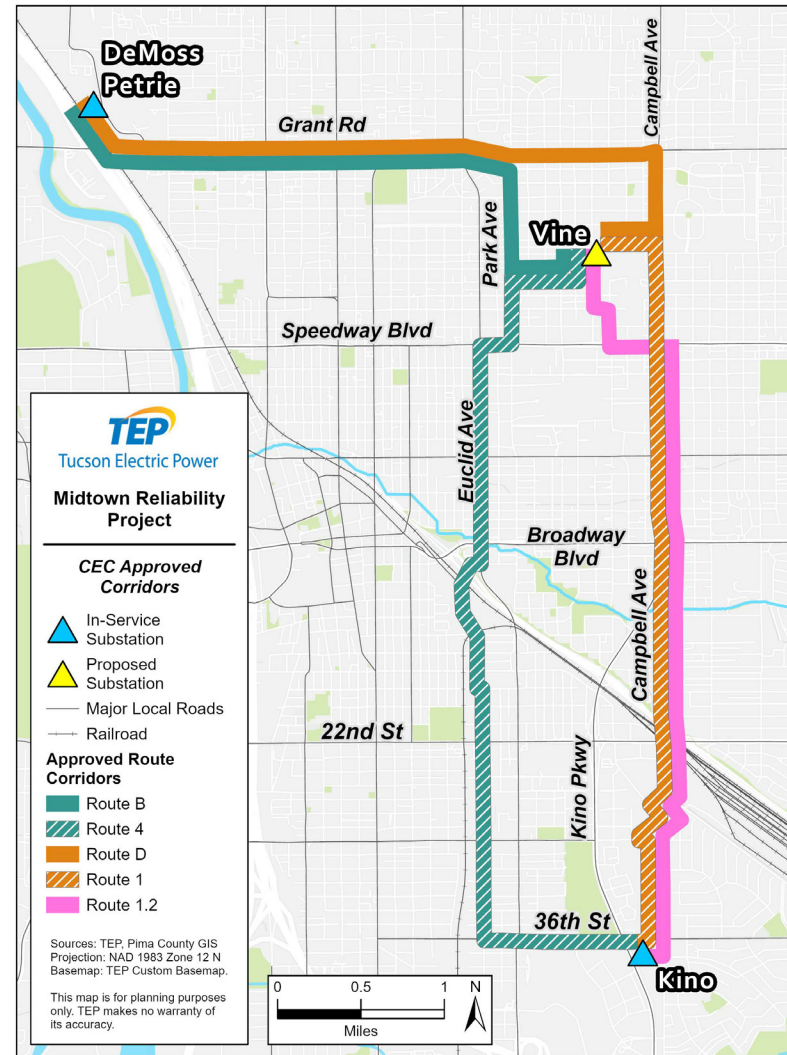 DeMoss
Petrie
Grant Rd
Campbell Ave
Park Ave
Vine
Speedway Blvd
Euclid Ave
Broadway
Blvd
Campbell Ave
22nd St
Kino Pkwy
36th St
Kino
TEP
Tucson Electric Power
Midtown Reliability
Project
CEC Approved
Corridors
In-Service
Substation
Proposed
Substation
Major Local Roads
Railroad
Approved Route
Corridors
Route B
Route 4
Route D
Route 1
Route 1.2
Sources: TEP, Pima County GIS
Projection: NAD 1983 Zone 12 N
Basemap: TEP Custom Basemap.
This map is for planning purposes
only. TEP makes no warranty of
its accuracy.
0 0.5 1
Miles
N